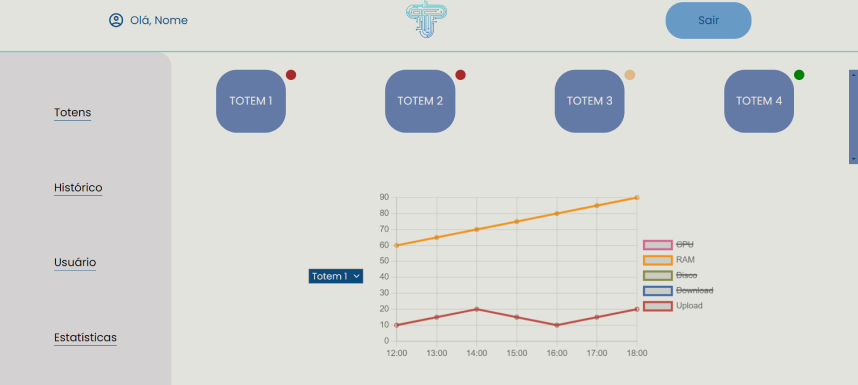 Olá, Nome
Sair
Totens
Histórico
Usuário
Estatísticas
TOTEM 1
TOTEM 2
TOTEM 3
TOTEM 4
Totem 1
90
80
70
60
50
40
30
20
10
0
12:00 13:00 14:00 15:00 16:00 17:00 18:00
CPU
RAM
Disco
Download
Upload